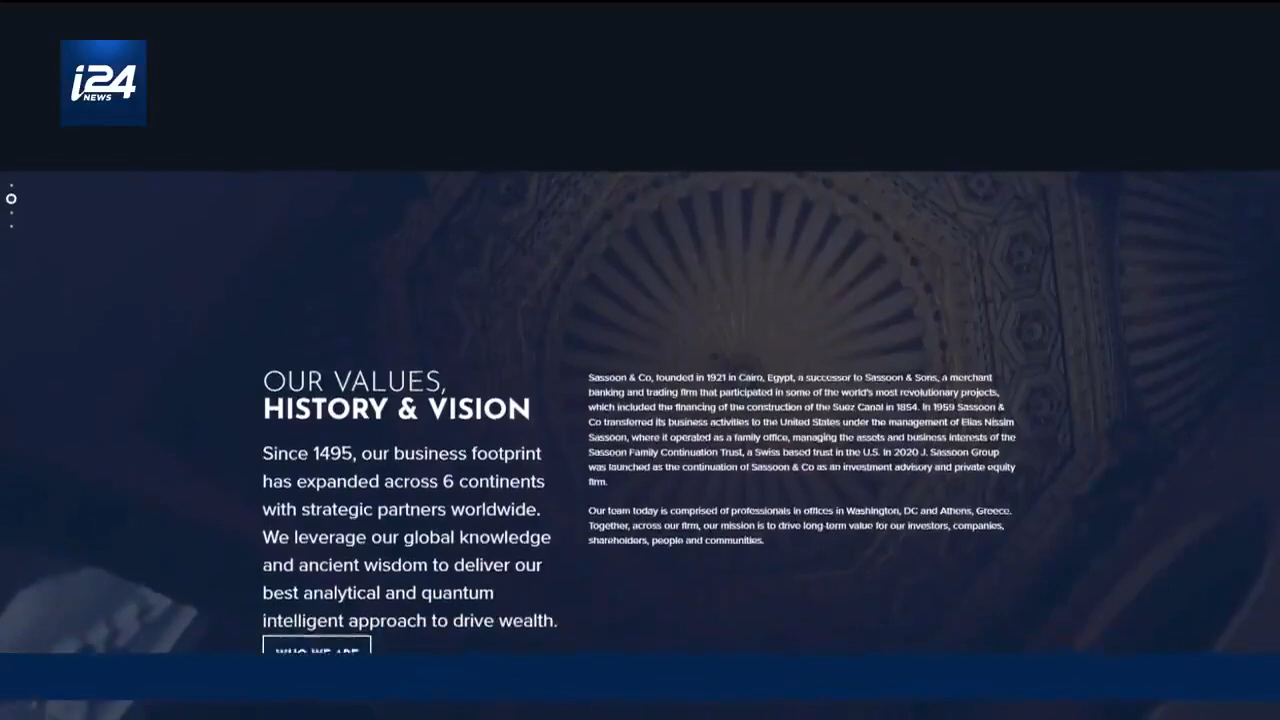 i24
NEWS
OUR VALUES,
HISTORY & VISION
Since 1495, our business footprint
has expanded across 6 continents
with strategic partners worldwide.
We leverage our global knowledge
and ancient wisdom to deliver our
best analytical and quantum
intelligent approach to drive wealth.
WHO WE ARE
Sassoon & Co, founded in 1921 in Cairo, Egypt, a successor to Sassoon & Sons, a merchant
banking and trading firm that participated in some of the world's most revolutionary projects,
which included the financing of the construction of the Suez Canal in 1854. In 1959 Sassoon &
Co transferred its business activities to the United States under the management of Elias Nissim
Sassoon, where it operated as a family office, managing the assets and business interests of the
Sassoon Family Continuation Trust, a Swiss based trust in the U.S. In 2020 J. Sassoon Group
was launched as the continuation of Sassoon & Co as an investment advisory and private equity
firm.
Our team today is comprised of professionals in offices in Washington, DC and Athens, Greece.
Together, across our firm, our mission is to drive long-term value for our investors, companies,
shareholders, people and communities.